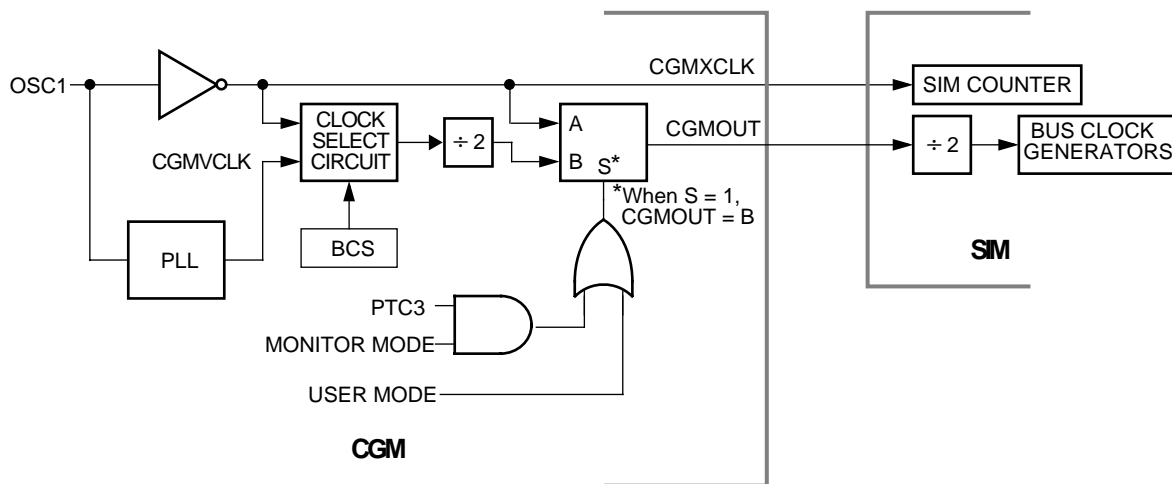 OSC1
CGMXCLK
SIM COUNTER
CLOCK
SELECT
CIRCUIT
÷ 2
A
B
S*
CGMOUT
÷ 2
BUS CLOCK
GENERATORS
CGMVCLK
*When S = 1,
CGMOUT = B
BCS
PLL
SIM
PTC3
MONITOR MODE
USER MODE
CGM